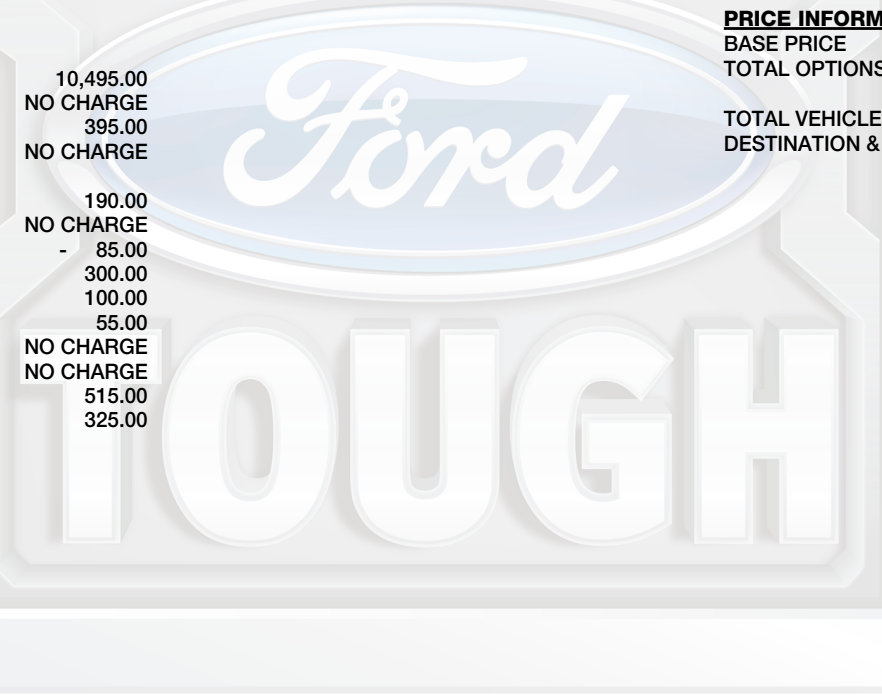 10,495.00
NO CHARGE
395.00
NO CHARGE
190.00
NO CHARGE
- 85.00
300.00
100.00
55.00
NO CHARGE
NO CHARGE
515.00
325.00
PRICE INFORM
BASE PRICE
TOTAL OPTIONS
TOTAL VEHICLE
DESTINATION &
Ford
TOUGH